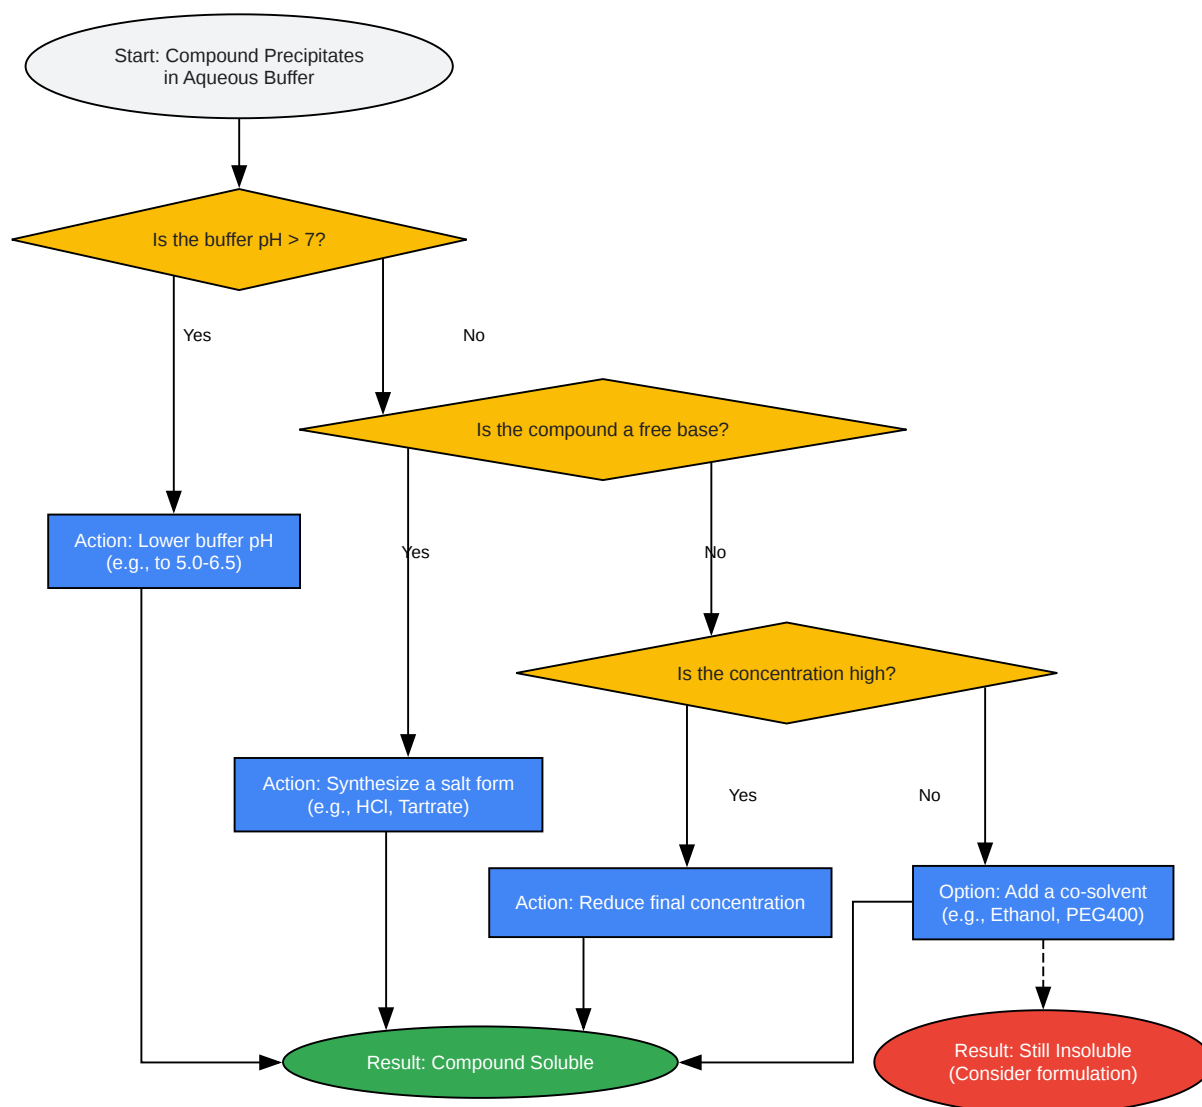 Start: Compound Precipitates
in Aqueous Buffer
Is the buffer pH > 7?
Yes
No
Is the compound a free base?
Action: Lower buffer pH
(e.g., to 5.0-6.5)
Yes
No
Is the concentration high?
Action: Synthesize a salt form
(e.g., HCl, Tartrate)
Yes
No
Action: Reduce final concentration
Option: Add a co-solvent
(e.g., Ethanol, PEG400)
Result: Compound Soluble
Result: Still Insoluble
(Consider formulation)